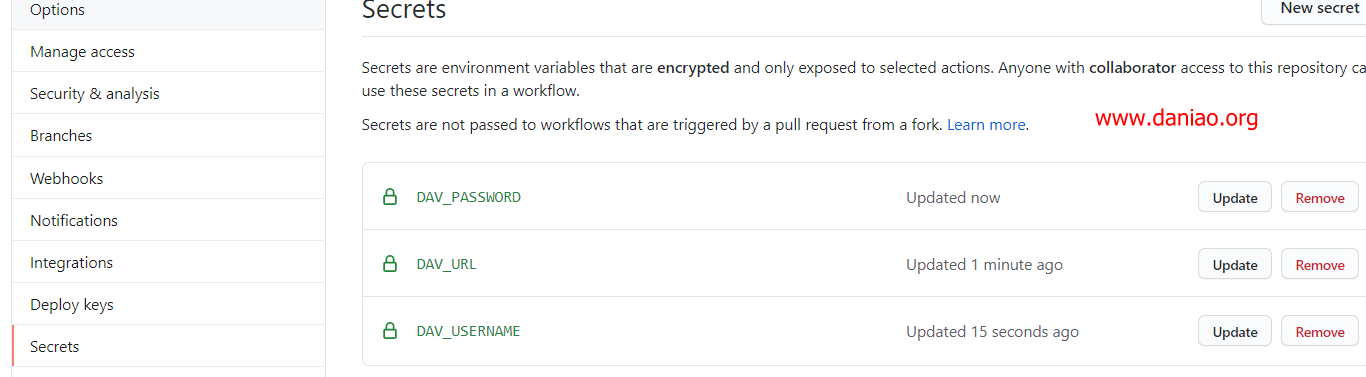 Options
Manage access
Security & analysis
Branches
Webhooks
Notifications
Integrations
Deploy keys
Secrets
Secrets
New secret
Secrets are environment variables that are encrypted and only exposed to selected actions. Anyone with collaborator access to this repository ca
use these secrets in a workflow.
Secrets are not passed to workflows that are triggered by a pull request from a fork. Learn more.
www.daniao.org
DAV_PASSWORD Updated now Update Remove
DAV_URL Updated 1 minute ago Update Remove
DAV_USERNAME Updated 15 seconds ago Update Remove